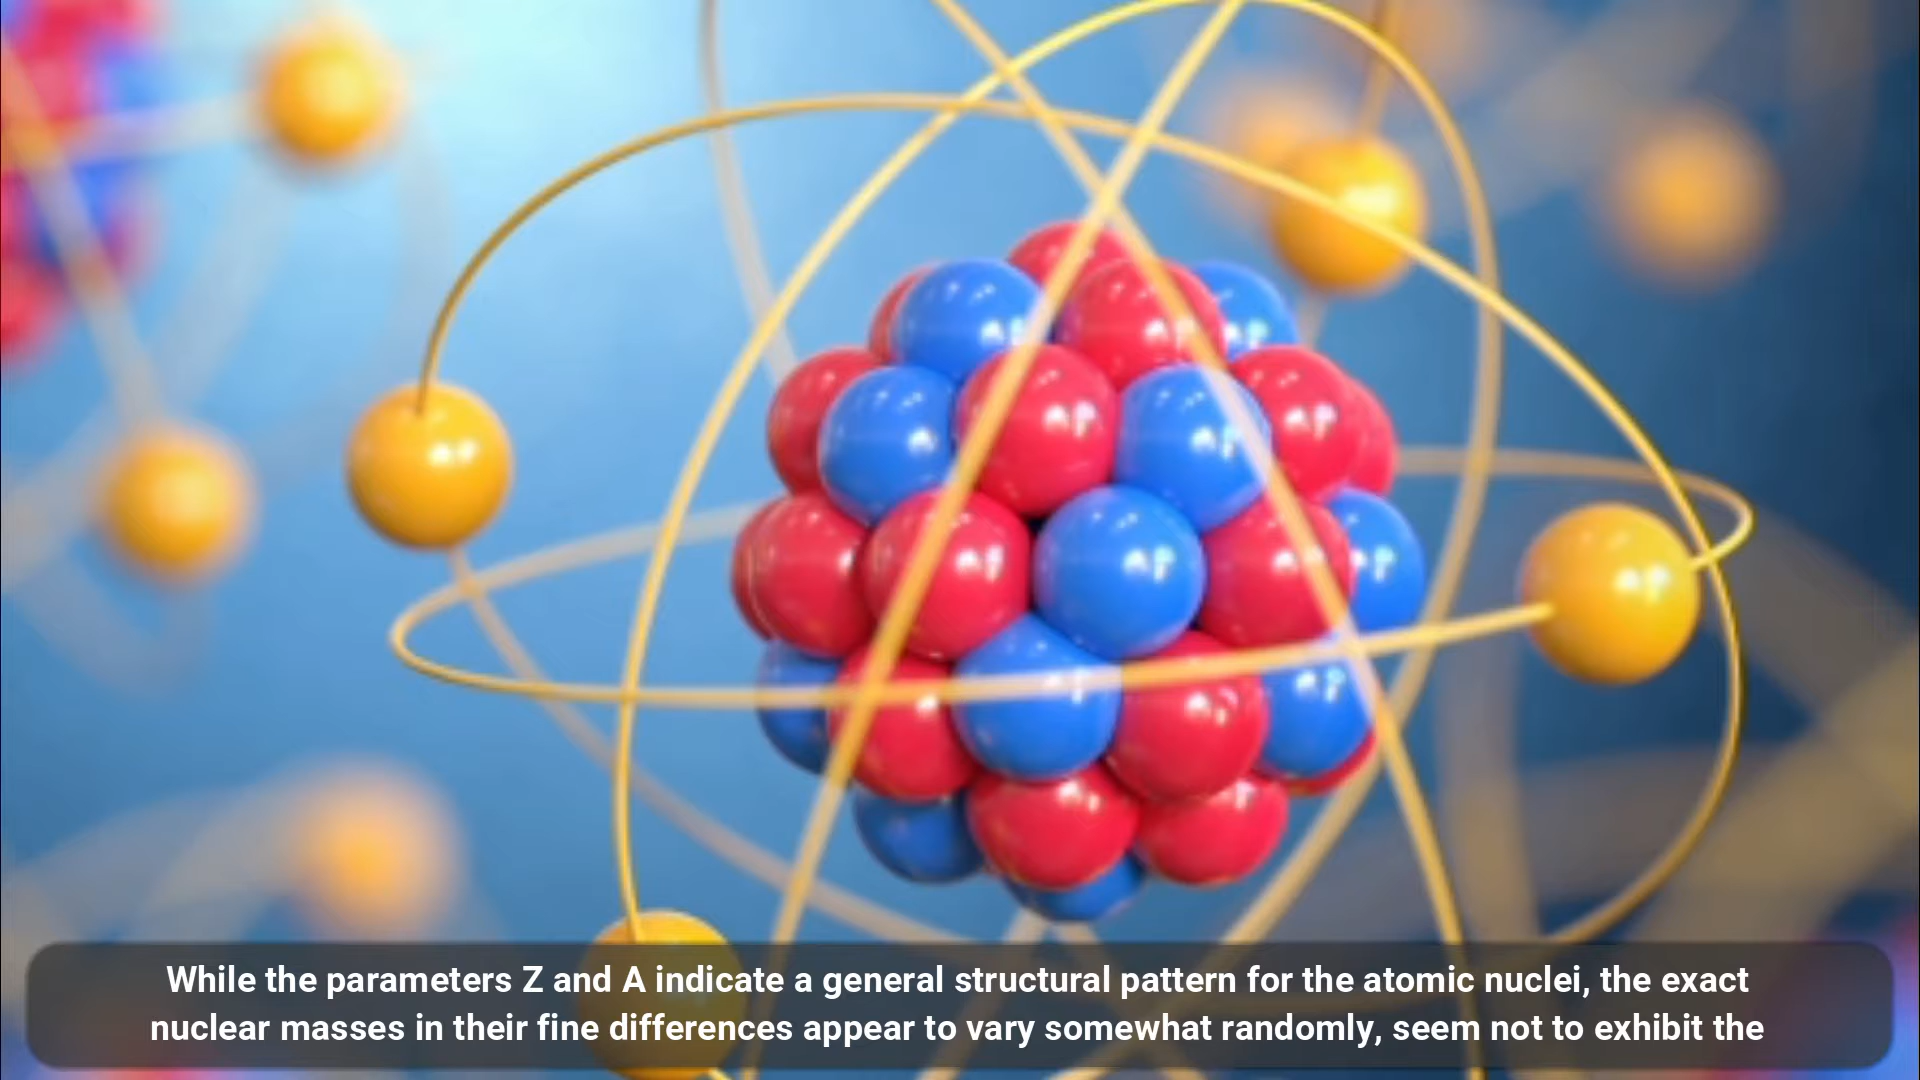 While the parameters Z and A indicate a general structural pattern for the atomic nuclei, the exact
nuclear masses in their fine differences appear to vary somewhat randomly, seem not to exhibit the